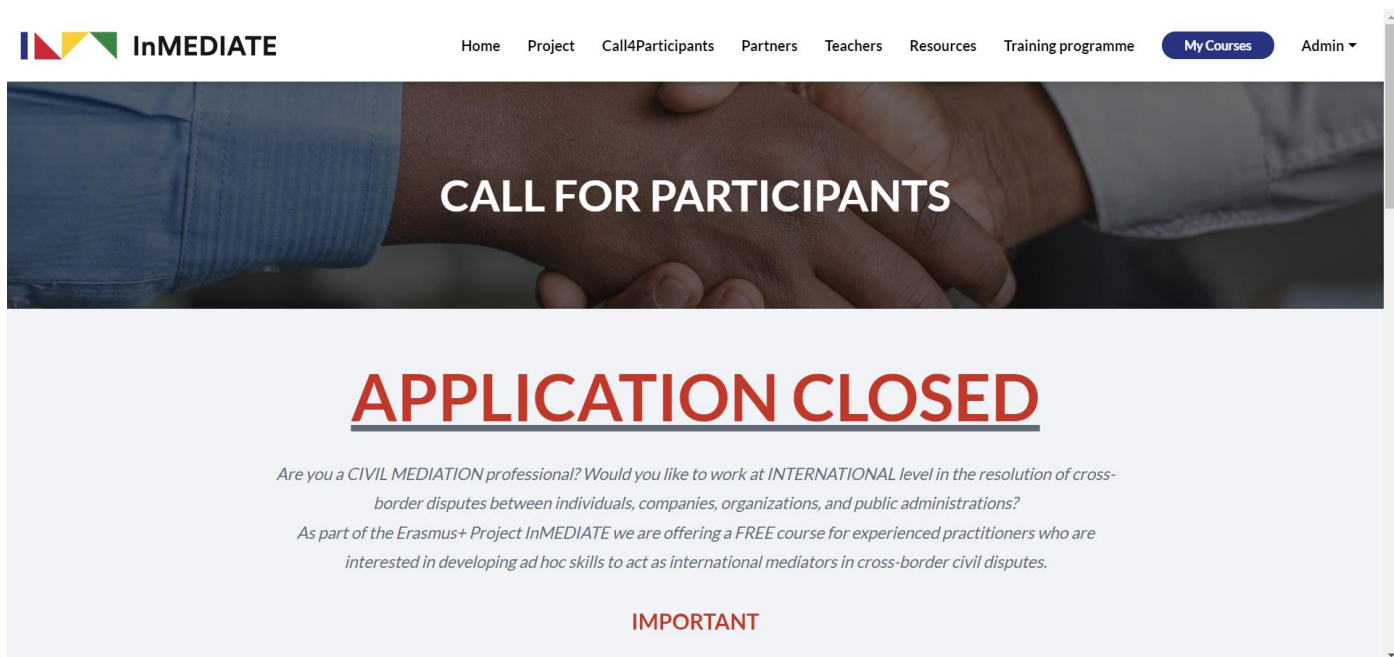 InMEDIATE
Home Project Call4Participants Partners Teachers Resources Training programme My Courses Admin
CALL FOR PARTICIPANTS
APPLICATION CLOSED
Are you a CIVIL MEDIATION professional? Would you like to work at INTERNATIONAL level in the resolution of cross-
border disputes between individuals, companies, organizations, and public administrations?
As part of the Erasmus+ Project InMEDIATE we are offering a FREE course for experienced practitioners who are
interested in developing ad hoc skills to act as international mediators in cross-border civil disputes.
IMPORTANT